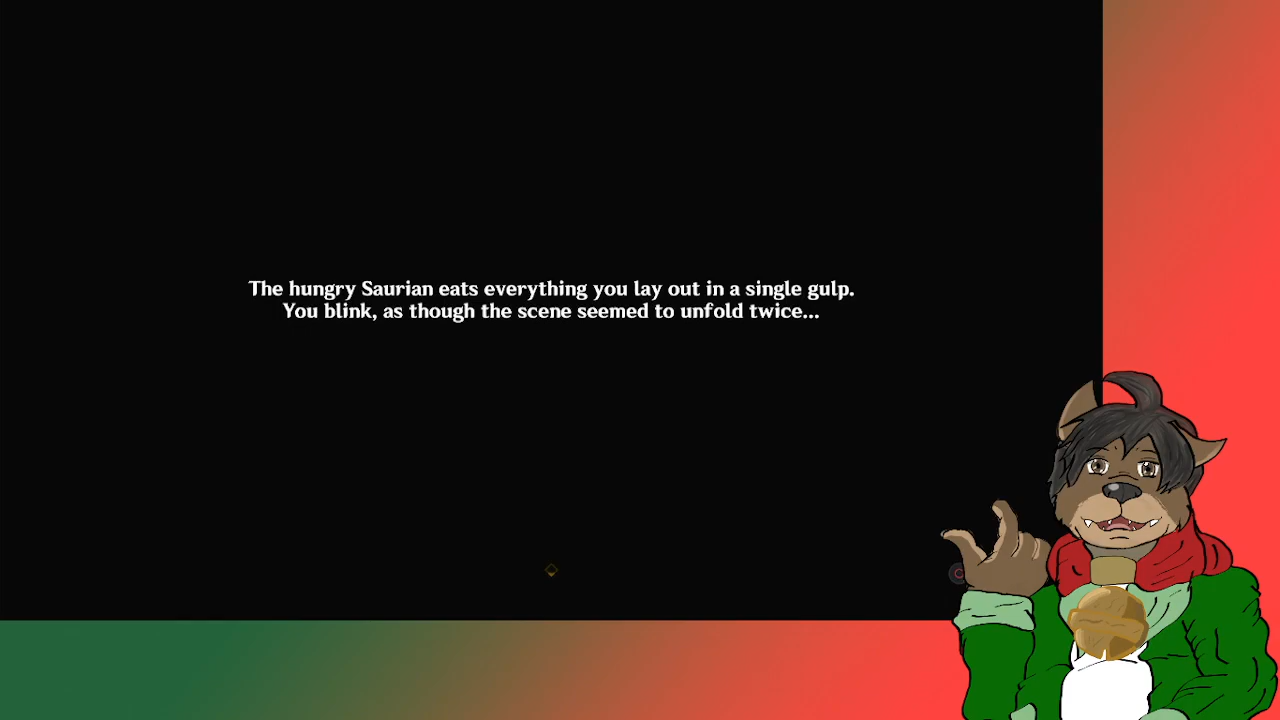 The hungry Saurian eats everything you lay out in a single gulp.
You blink, as though the scene seemed to unfold twice...